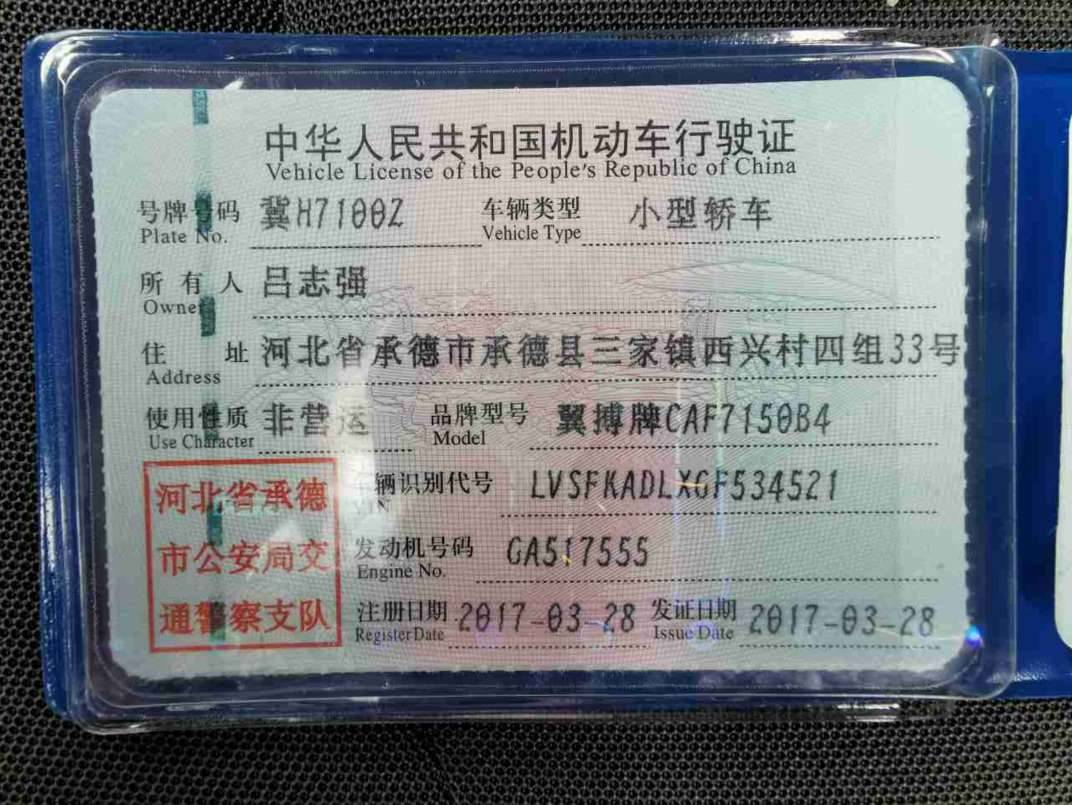 中华人民共和国机动车行驶证
Vehicle License of the People's Republic of China
号牌号码 冀H7100Z 车辆类型 小型轿车
Plate No. Vehicle Type
所有人 吕志强
Owner
住址 河北省承德市承德县三家镇西兴村四组33号
Address
使用性质 非营运 品牌型号 翼搏牌CAF7150B4
Use Character Model
车辆识别代号 LVSFKADLXGF534521
VIN
河北省承德
市公安局交
通警察支队
发动机号码 GA517555
Engine No.
注册日期 2017-03-28 发证日期 2017-03-28
Register Date Issue Date